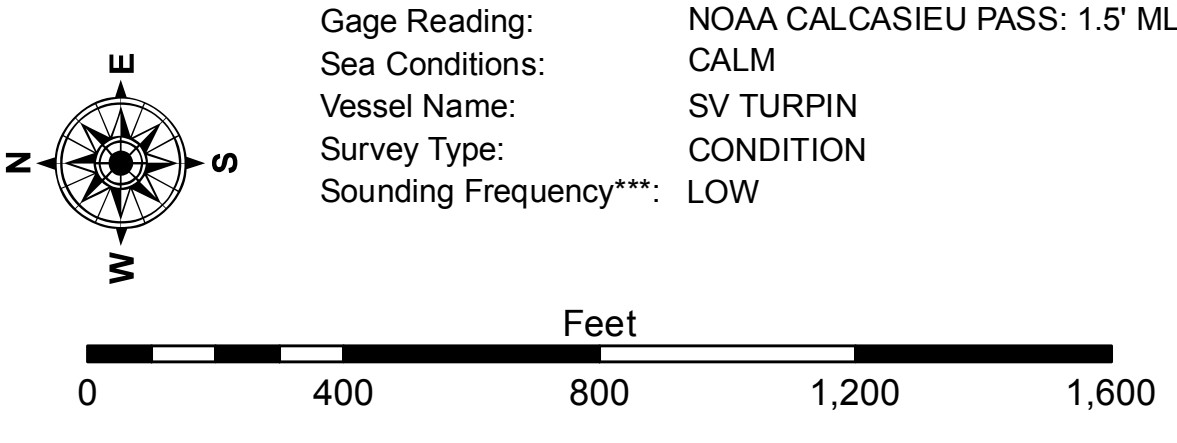 Gage Reading: NOAA CALCASIEU PASS: 1.5' ML
Sea Conditions: CALM
Vessel Name: SV TURPIN
Survey Type: CONDITION
Sounding Frequency***: LOW
E
N S
W
Feet
0 400 800 1,200 1,600